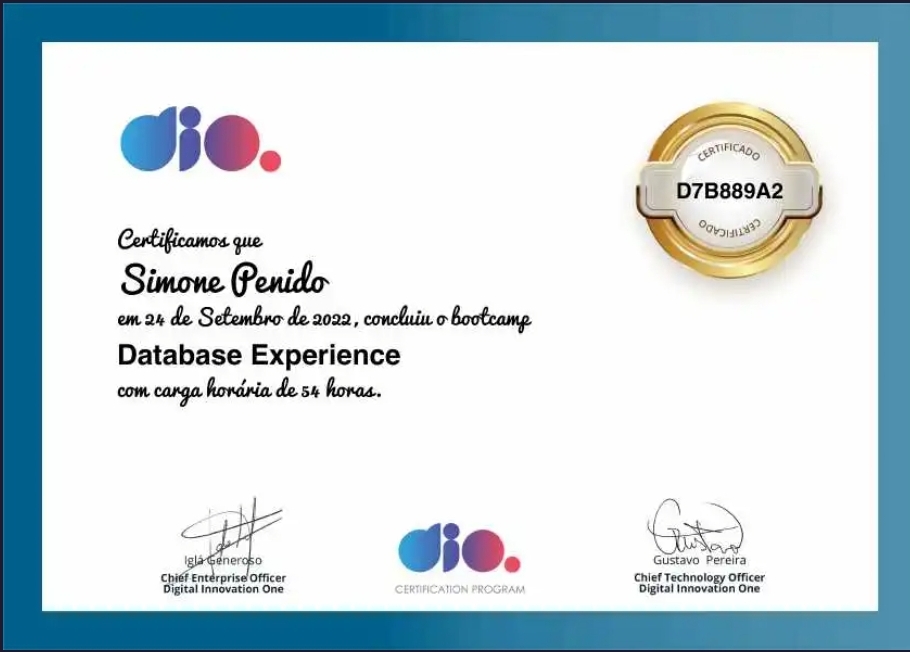 dio.
CERTIFICADO
D7B889A2
CERTIFICADO
Certificamos que
Simone Penido
em 24 de Setembro de 2022, concluiu o bootcamp
Database Experience
com carga horária de 54 horas.
Iglá Generoso
Chief Enterprise Officer
Digital Innovation One
dio.
CERTIFICATION PROGRAM
Gustavo
Gustavo Pereira
Chief Technology Officer
Digital Innovation One